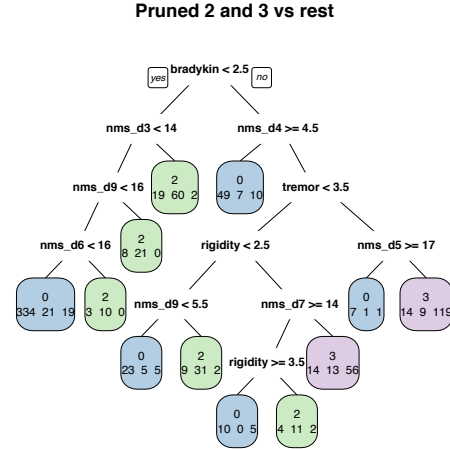 Pruned 2 and 3 vs rest
yes bradykin < 2.5 no
nms_d3 < 14 nms_d4 >= 4.5
nms_d9 < 16 2 0 tremor < 3.5
19 60 2 49 7 10
nms_d6 < 16 2 rigidity < 2.5 nms_d5 >= 17
8 21 0
0 2 nms_d9 < 5.5 nms_d7 >= 14 0 3
334 21 19 3 10 0 7 1 1 14 9 119
0 2 rigidity >= 3.5 3
23 5 5 9 31 2 14 13 56
0 2
10 0 5 4 11 2